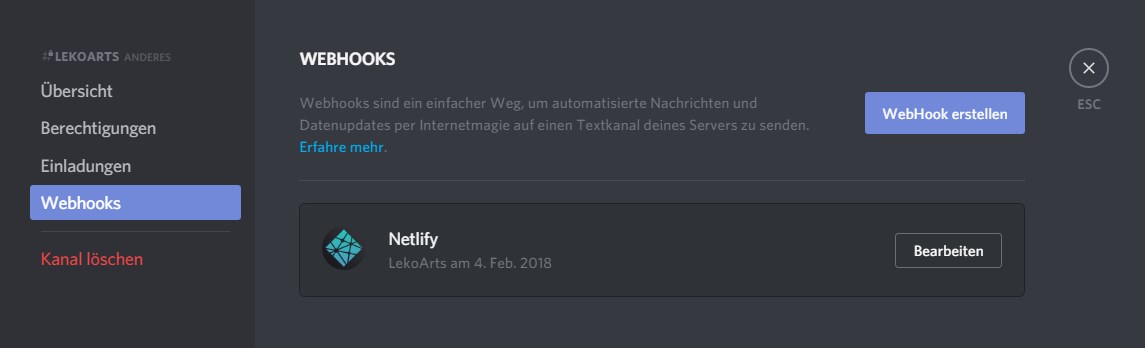 #LEKOARTS ANDERES
Übersicht
Berechtigungen
Einladungen
Webhooks
Kanal löschen
WEBHOOKS
Webhooks sind ein einfacher Weg, um automatisierte Nachrichten und
Datenupdates per Internetmagie auf einen Textkanal deines Servers zu senden.
Erfahre mehr.
WebHook erstellen
ESC
Netlify
LekoArts am 4. Feb. 2018
Bearbeiten